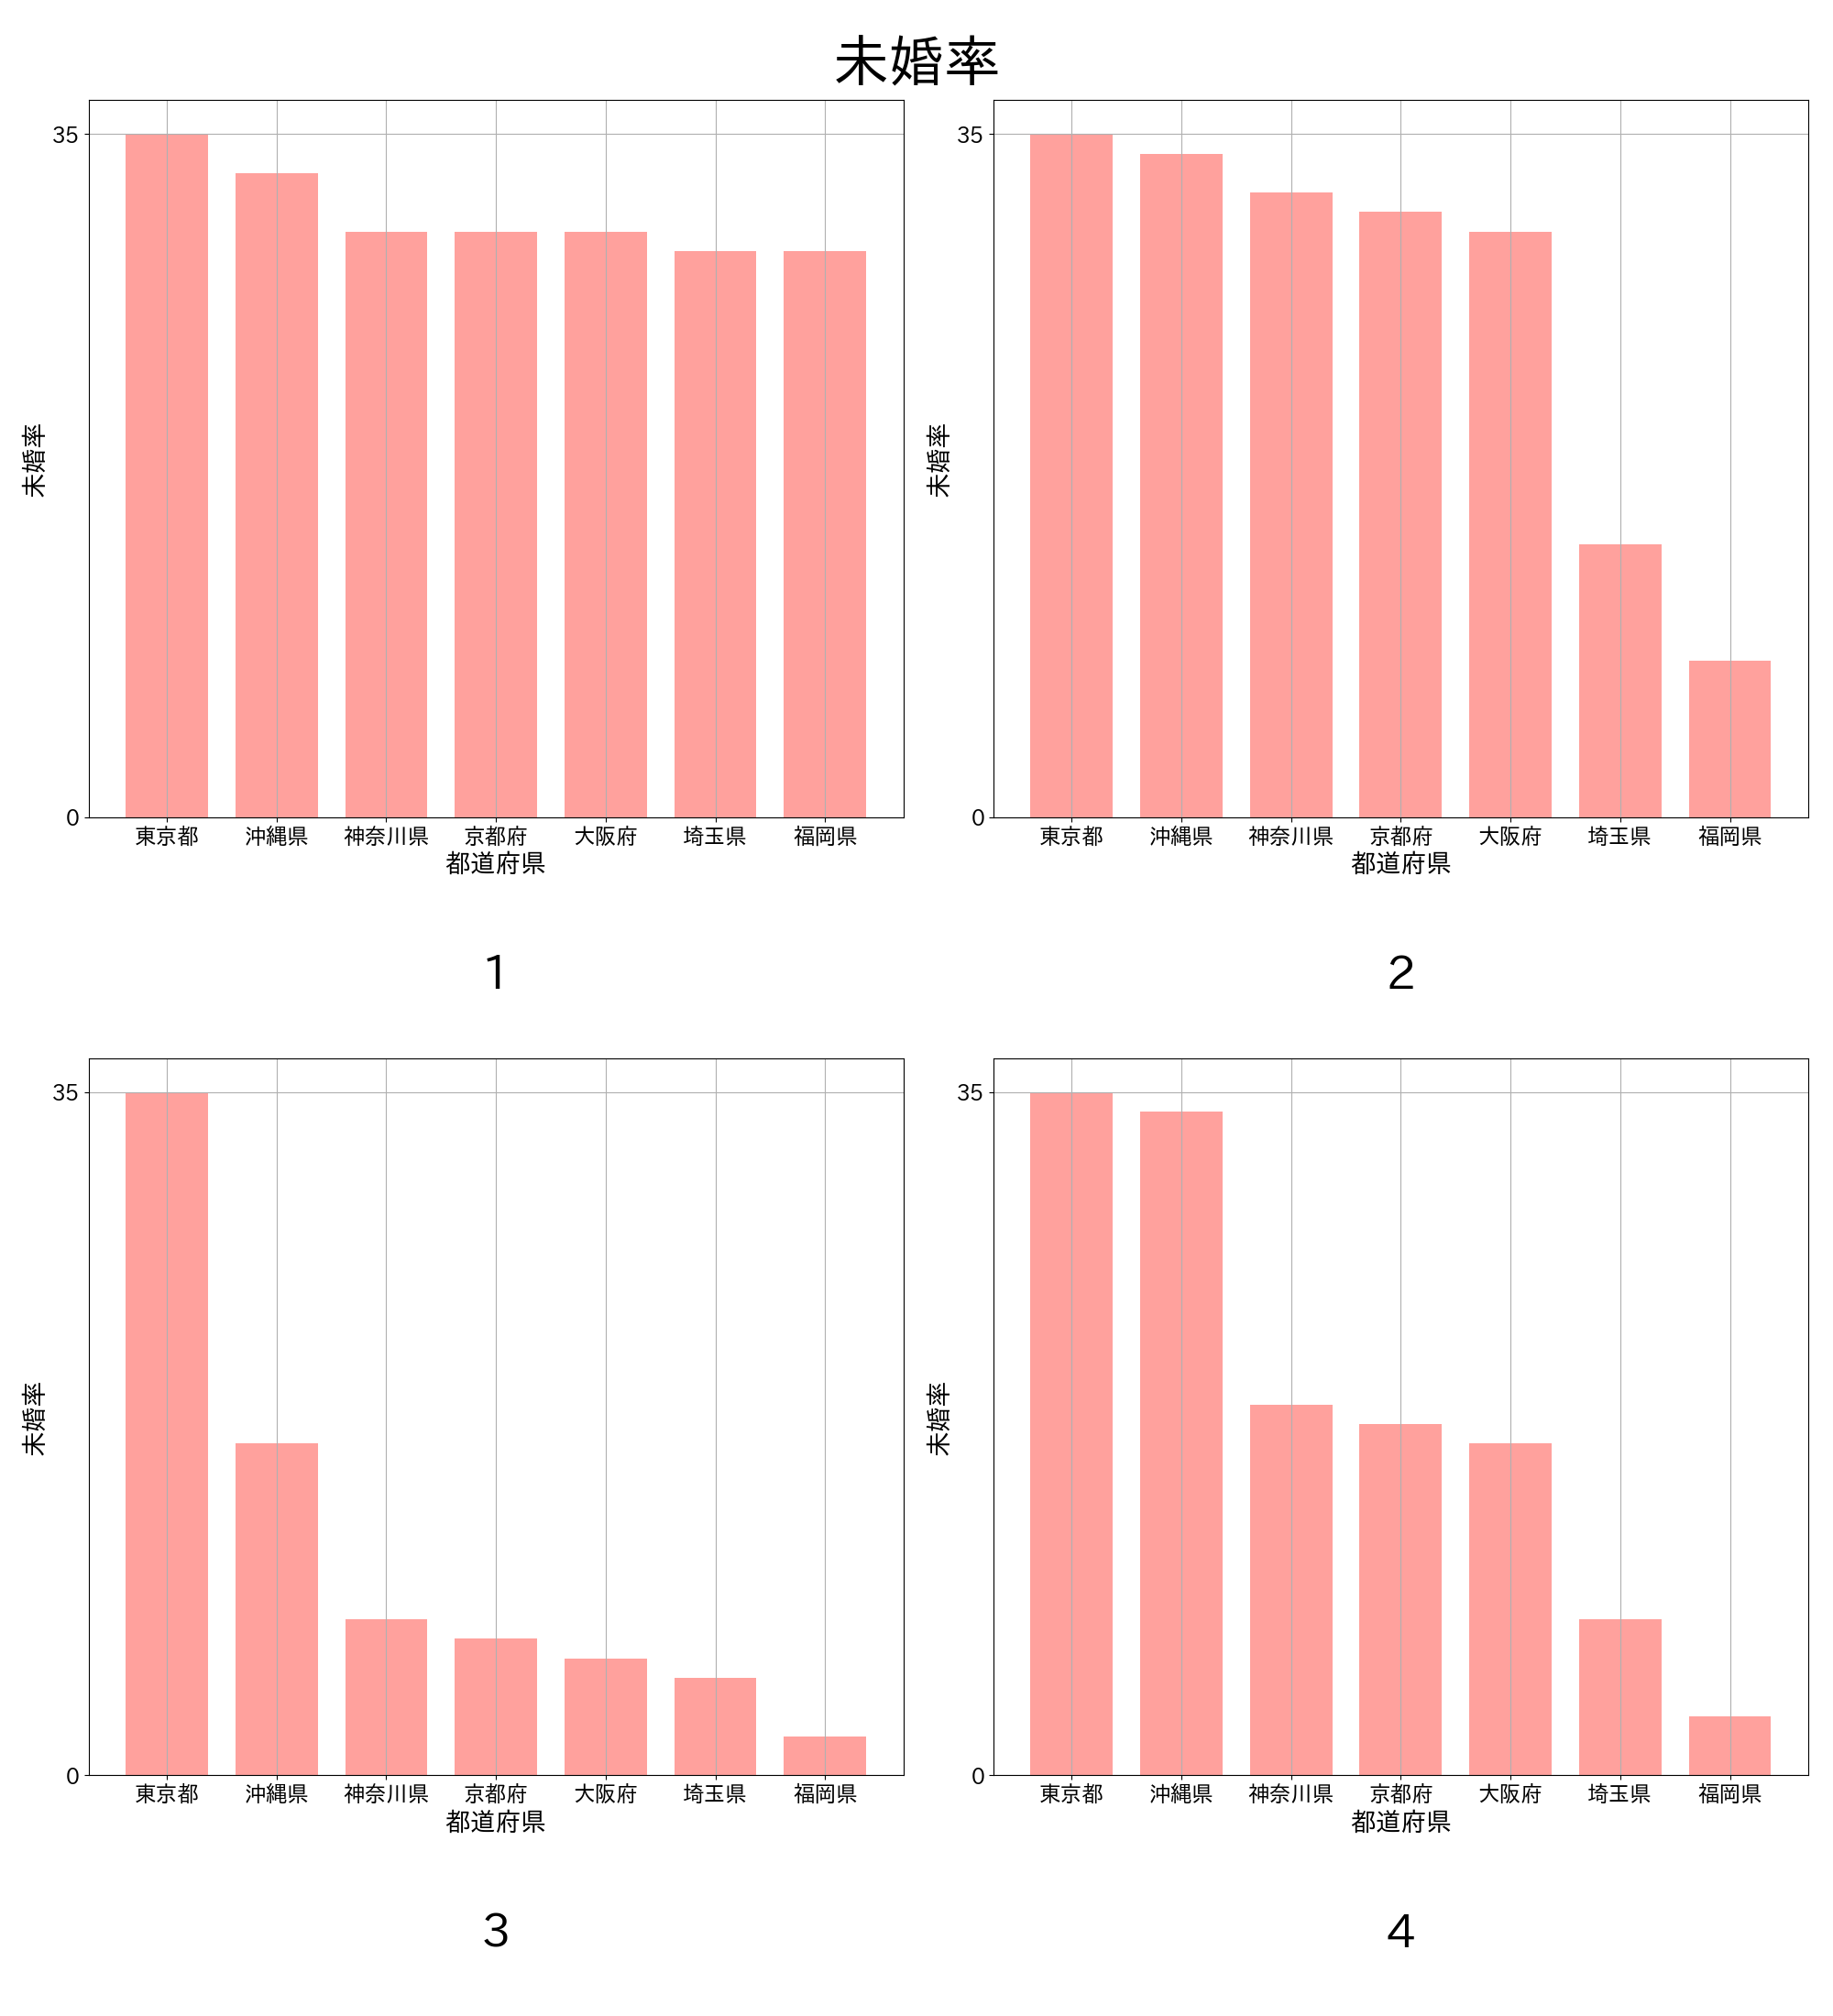 未婚率
35
0
未婚率
東京都 沖縄県 神奈川県 京都府 大阪府 埼玉県 福岡県
都道府県
1
35
0
未婚率
東京都 沖縄県 神奈川県 京都府 大阪府 埼玉県 福岡県
都道府県
2
35
0
未婚率
東京都 沖縄県 神奈川県 京都府 大阪府 埼玉県 福岡県
都道府県
3
35
0
未婚率
東京都 沖縄県 神奈川県 京都府 大阪府 埼玉県 福岡県
都道府県
4